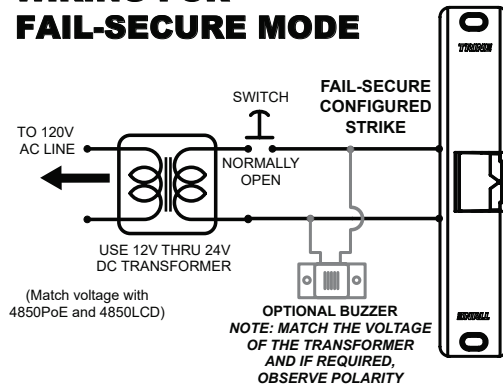 FAIL-SECURE MODE
TRINE
FAIL-SECURE
CONFIGURED
STRIKE
SWITCH
TO 120V
AC LINE
NORMALLY
OPEN
USE 12V THRU 24V
DC TRANSFORMER
(Match voltage with
4850PoE and 4850LCD)
OPTIONAL BUZZER
NOTE: MATCH THE VOLTAGE
OF THE TRANSFORMER
AND IF REQUIRED,
OBSERVE POLARITY